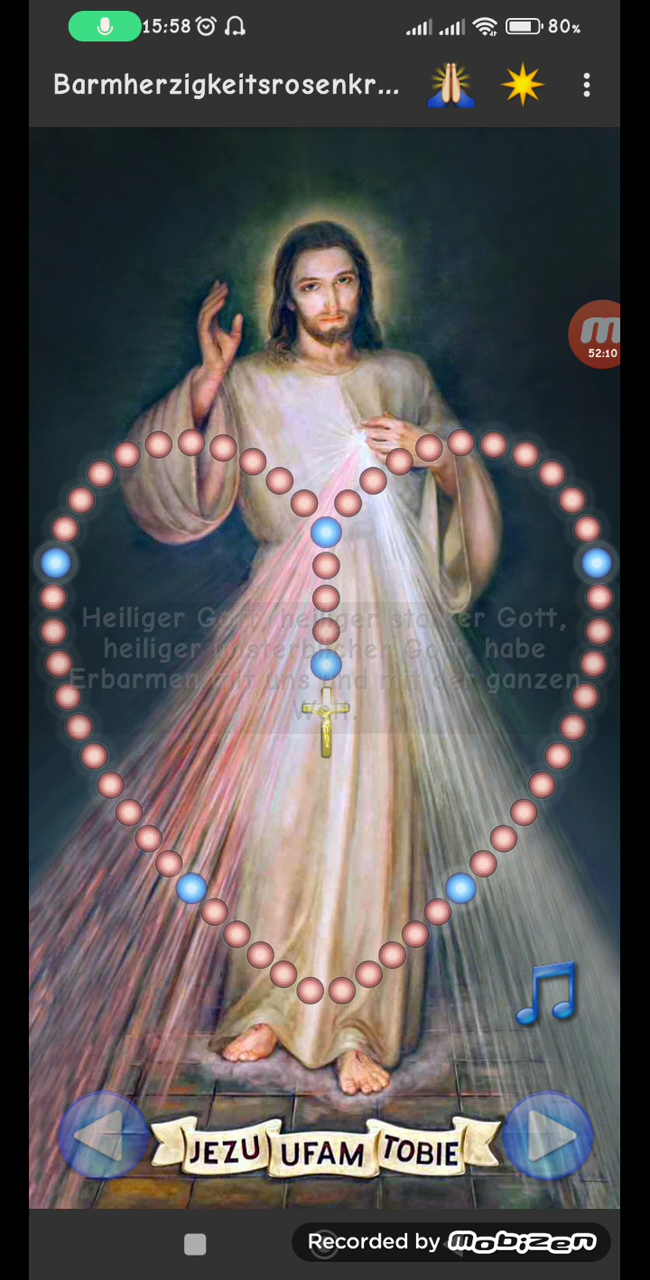 15:58 80%
Barmherzigkeitsrosenkr...
52:10
Heiliger Gott, heiliger starker Gott,
heiliger unsterblicher Gott, habe
Erbarmen mit uns und mit der ganzen
Welt.
JEZU UFAM TOBIE
Recorded by mobizen